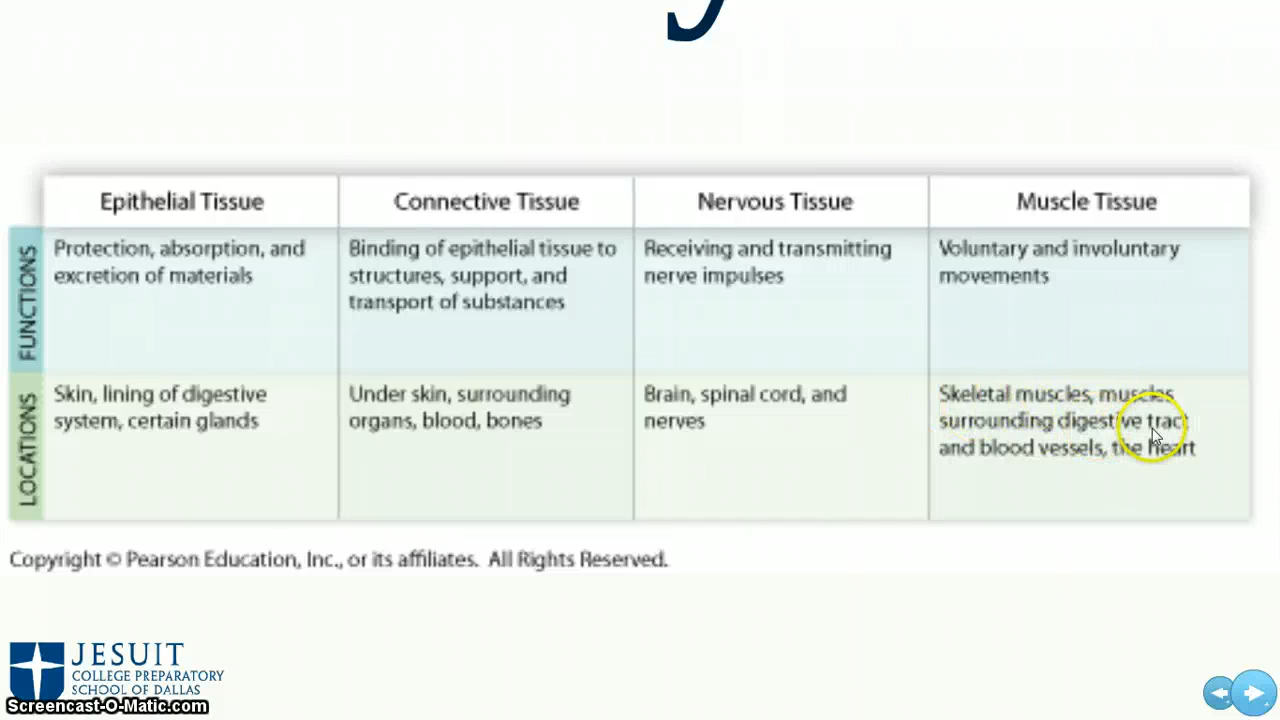 y
Epithelial Tissue
Connective Tissue
Nervous Tissue
Muscle Tissue
FUNCTIONS
Protection, absorption, and
excretion of materials
Binding of epithelial tissue to
structures, support, and
transport of substances
Receiving and transmitting
nerve impulses
Voluntary and involuntary
movements
LOCATIONS
Skin, lining of digestive
system, certain glands
Under skin, surrounding
organs, blood, bones
Brain, spinal cord, and
nerves
Skeletal muscles, muscles
surrounding digestive tract
and blood vessels, the heart
Copyright © Pearson Education, Inc., or its affiliates. All Rights Reserved.
JESUIT
COLLEGE PREPARATORY
SCHOOL OF DALLAS
Screencast-O-Matic.com